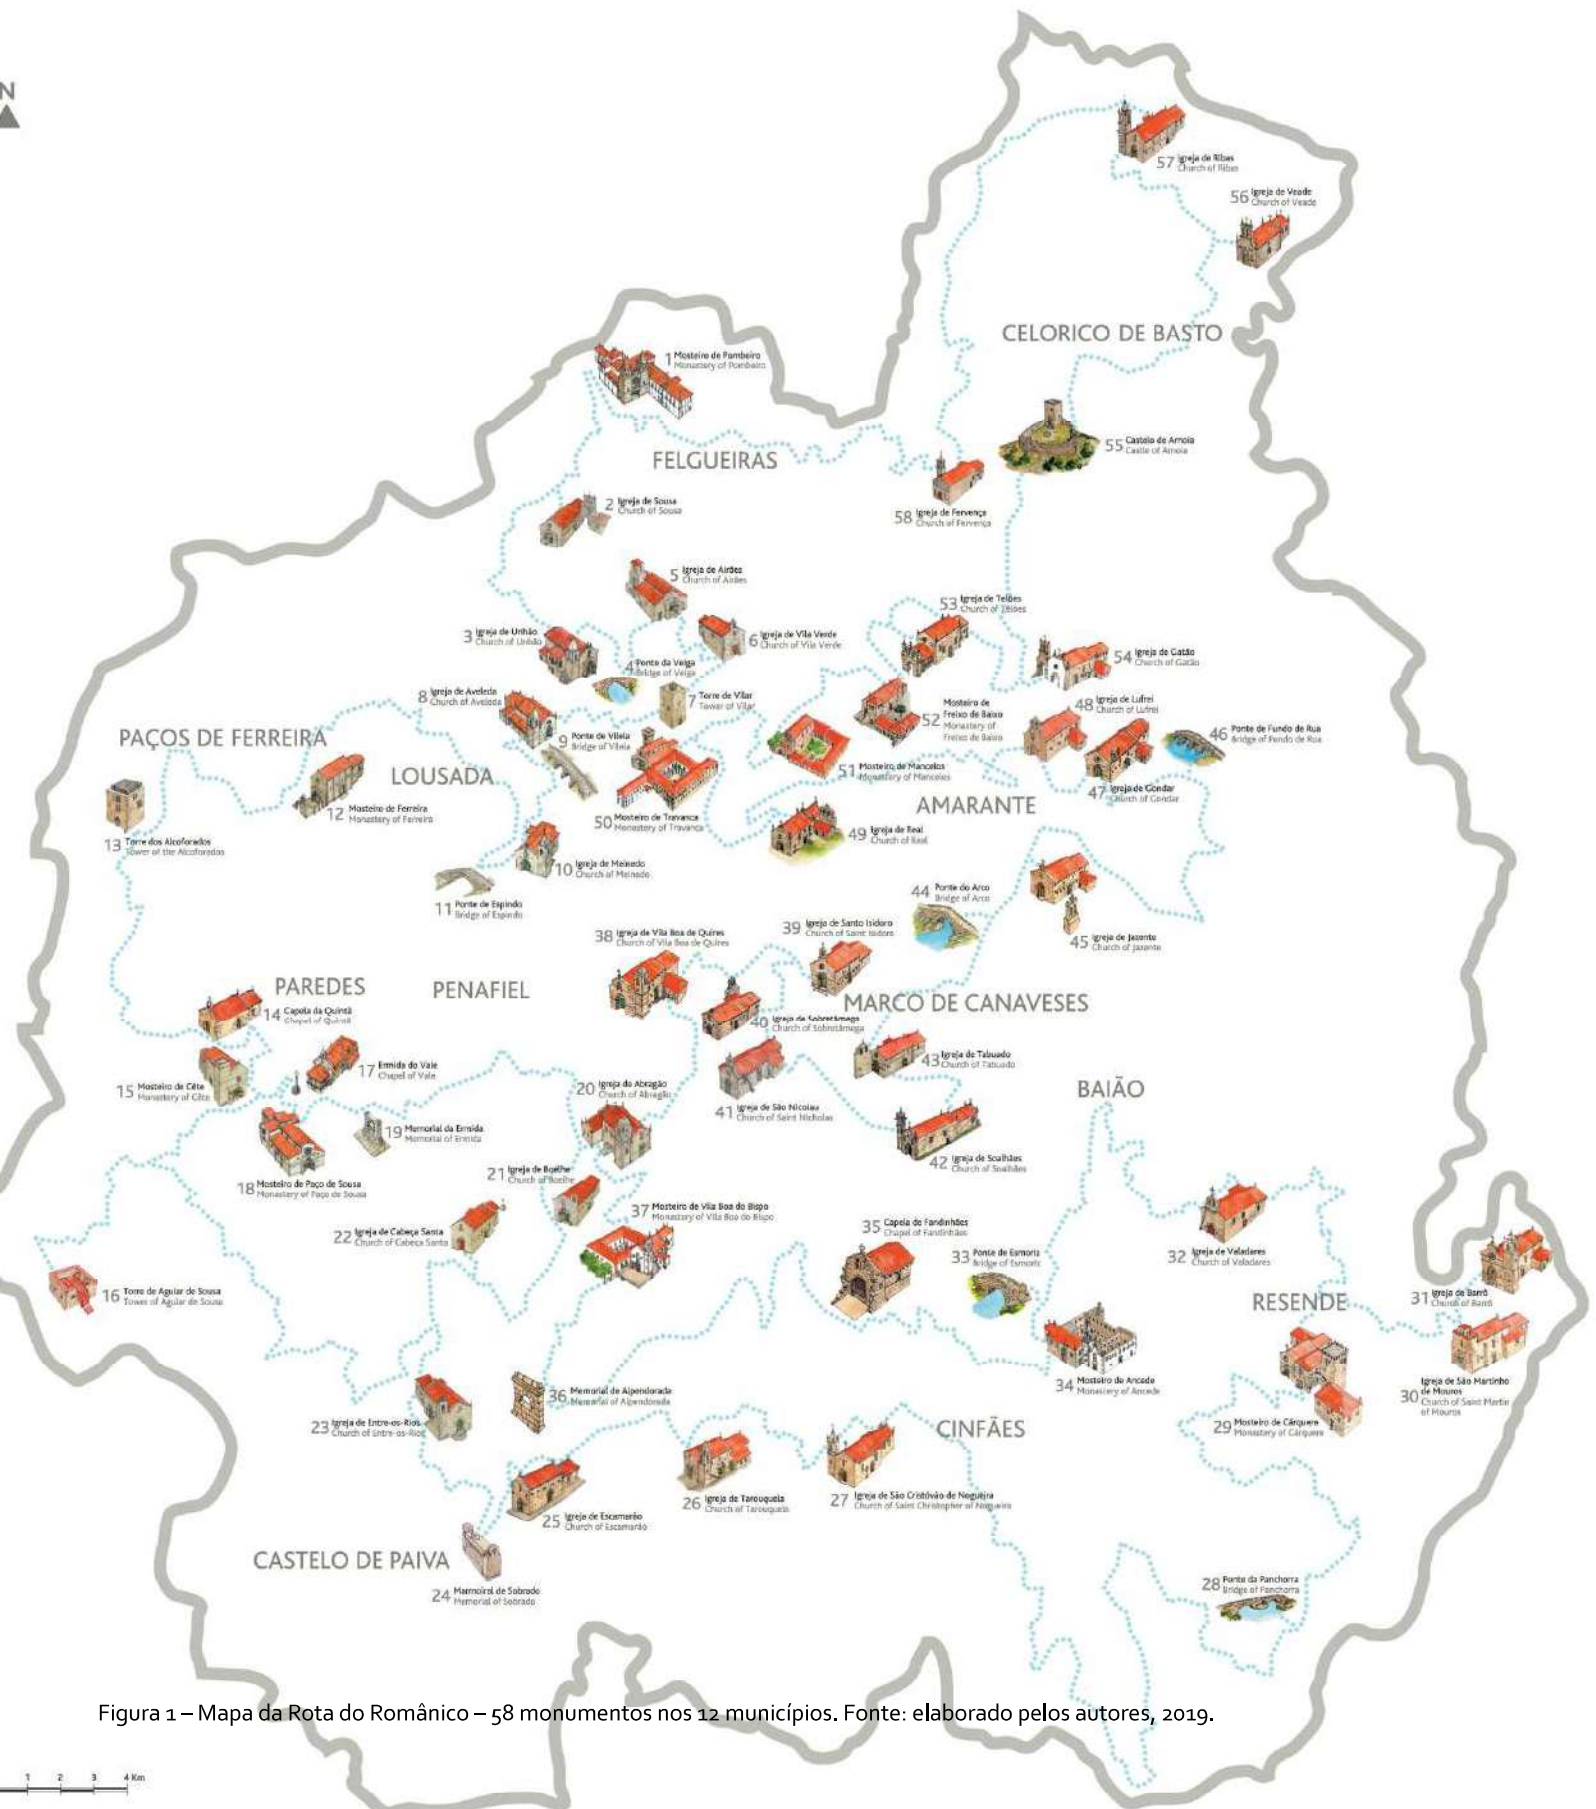 N
57 Igreja de Ribas
Church of Ribas
56 Igreja de Veade
Church of Veade
CELORICO DE BASTO
1 Mosteiro de Pombeiro
Monastery of Pombeiro
55 Castelo de Arnoia
Castle of Arnoia
FELGUEIRAS
58 Igreja de Fervença
Church of Fervença
2 Igreja de Sousa
Church of Sousa
5 Igreja de Airães
Church of Airães
53 Igreja de Telões
Church of Telões
3 Igreja de Unhão
Church of Unhão
6 Igreja de Vila Verde
Church of Vila Verde
54 Igreja de Gatão
Church of Gatão
4 Ponte da Veiga
Bridge of Veiga
8 Igreja de Aveleda
Church of Aveleda
7 Torre de Vilar
Tower of Vilar
52 Mosteiro de
Freixo de Baixo
Monastery of
Freixo de Baixo
48 Igreja de Lufrei
Church of Lufrei
46 Ponte de Fundo de Rua
Bridge of Fundo de Rua
PAÇOS DE FERREIRA
9 Ponte de Vilela
Bridge of Vilela
LOUSADA
51 Mosteiro de Mancelos
Monastery of Mancelos
47 Igreja de Gondar
Church of Gondar
AMARANTE
12 Mosteiro de Ferreira
Monastery of Ferreira
50 Mosteiro de Travanca
Monastery of Travanca
49 Igreja de Real
Church of Real
13 Torre dos Alcoforados
Tower of the Alcoforados
10 Igreja de Meinedo
Church of Meinedo
11 Ponte de Espindo
Bridge of Espindo
44 Ponte do Arco
Bridge of Arco
39 Igreja de Santo Isidoro
Church of Saint Isidoro
38 Igreja de Vila Boa de Quires
Church of Vila Boa de Quires
45 Igreja de Jazente
Church of Jazente
PAREDES
PENAFIEL
MARCO DE CANAVESES
14 Capela da Quintã
Chapel of Quintã
40 Igreja de Sobretâmega
Church of Sobretâmega
43 Igreja de Tabuado
Church of Tabuado
17 Ermida do Vale
Chapel of Vale
15 Mosteiro de Cête
Monastery of Cête
20 Igreja de Abragão
Church of Abragão
BAIÃO
41 Igreja de São Nicolau
Church of Saint Nicholas
19 Memorial da Ermida
Memorial of Ermida
42 Igreja de Soalhães
Church of Soalhães
18 Mosteiro de Paço de Sousa
Monastery of Paço de Sousa
21 Igreja de Boelhe
Church of Boelhe
37 Mosteiro de Vila Boa do Bispo
Monastery of Vila Boa do Bispo
22 Igreja de Cabeça Santa
Church of Cabeça Santa
35 Capela de Fandinhães
Chapel of Fandinhães
33 Ponte de Esmoriz
Bridge of Esmoriz
32 Igreja de Valadares
Church of Valadares
16 Torre de Aguiar de Sousa
Tower of Aguiar de Sousa
RESENDE
31 Igreja de Barrô
Church of Barrô
34 Mosteiro de Ancede
Monastery of Ancede
30 Igreja de São Martinho
de Mouros
Church of Saint Martin
of Mouros
36 Memorial de Alpendorada
Memorial of Alpendorada
23 Igreja de Entre-os-Rios
Church of Entre-os-Rios
29 Mosteiro de Cárquere
Monastery of Cárquere
CINFÃES
26 Igreja de Tarouquela
Church of Tarouquela
27 Igreja de São Cristóvão de Nogueira
Church of Saint Christopher of Nogueira
25 Igreja de Escamarão
Church of Escamarão
CASTELO DE PAIVA
24 Marmoiral de Sobrado
Memorial of Sobrado
28 Ponte da Panchorra
Bridge of Panchorra
Figura 1 – Mapa da Rota do Românico – 58 monumentos nos 12 municípios. Fonte: elaborado pelos autores, 2019.
1 2 3 4 Km